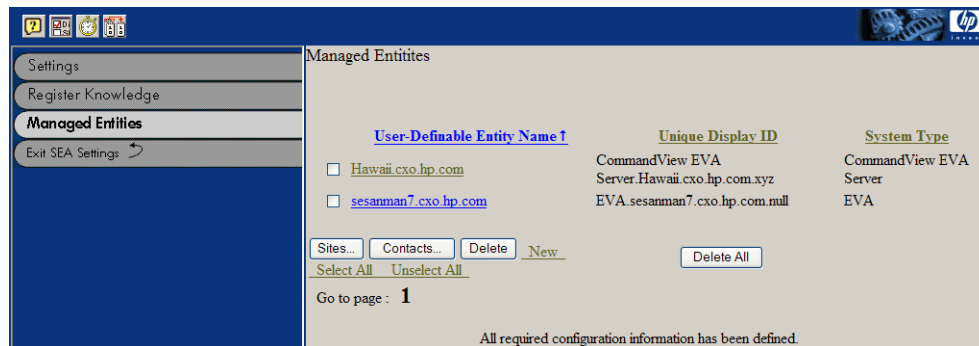 hp
Settings
Register Knowledge
Managed Entities
Exit SEA Settings
Managed Entitites
User-Definable Entity Name↑ Unique Display ID System Type
Hawaii.cxo.hp.com CommandView EVA Server.Hawaii.cxo.hp.com.xyz CommandView EVA Server
sesanman7.cxo.hp.com EVA.sesanman7.cxo.hp.com.null EVA
Sites... Contacts... Delete New Delete All
Select All Unselect All
Go to page : 1
All required configuration information has been defined.